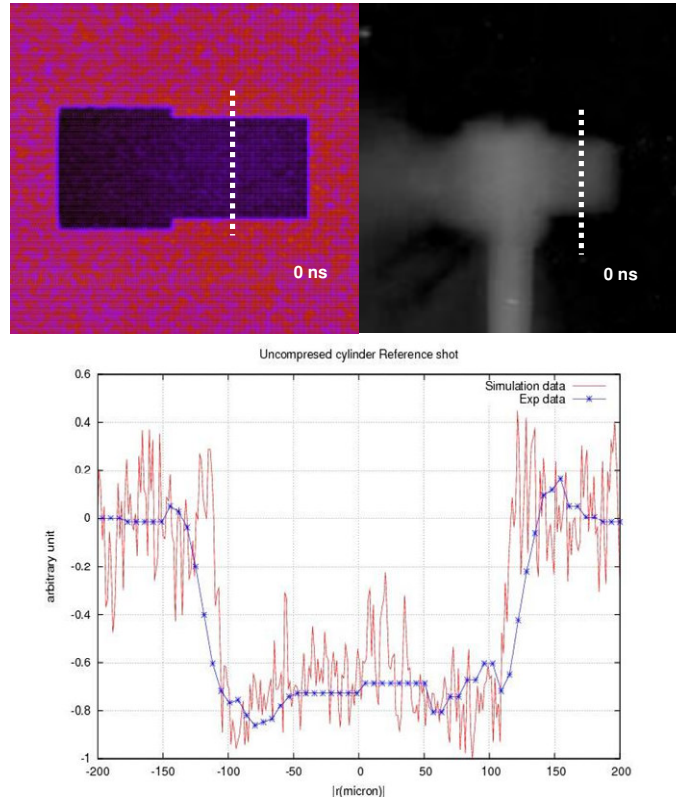 0 ns
0 ns
Uncompresed cylinder Reference shot
Simulation data
Exp data
arbitrary unit
0.6
0.4
0.2
0
-0.2
-0.4
-0.6
-0.8
-1
-200
-150
-100
-50
0
50
100
150
200
|r(micron)|